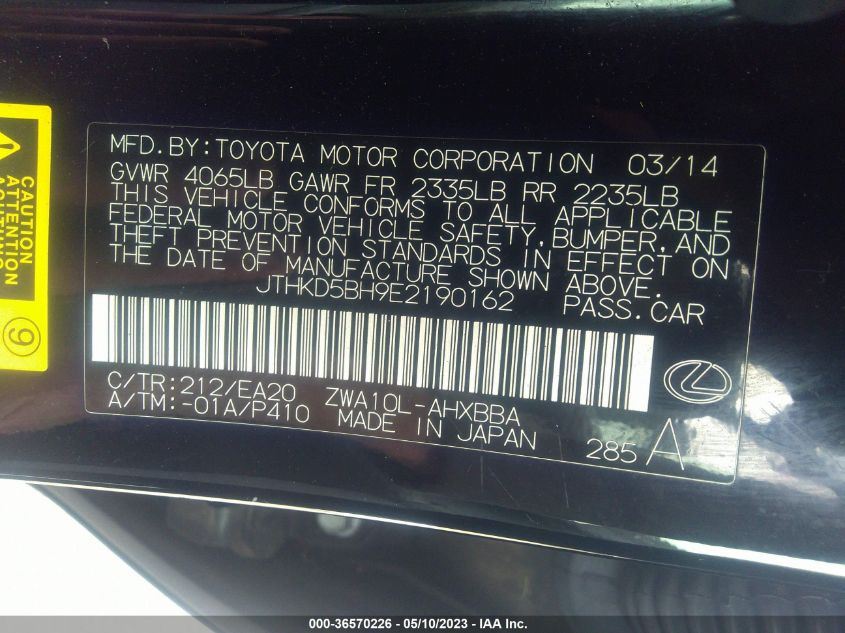 MFD.BY:TOYOTA MOTOR CORPORATION 03/14
GVWR 4065LB GAWR FR 2335LB RR 2235LB
THIS VEHICLE CONFORMS TO ALL APPLICABLE
FEDERAL MOTOR VEHICLE SAFETY,BUMPER,AND
THEFT PREVENTION STANDARDS IN EFFECT ON
THE DATE OF MANUFACTURE SHOWN ABOVE.
JTHKD5BH9E2190162 PASS.CAR
C/TR:212/EA20 ZWA10L-AHXBBA
A/TM:-01A/P410 MADE IN JAPAN
285 A
CAUTION
ATTENTION
9
000-36570226 - 05/10/2023 - IAA Inc.